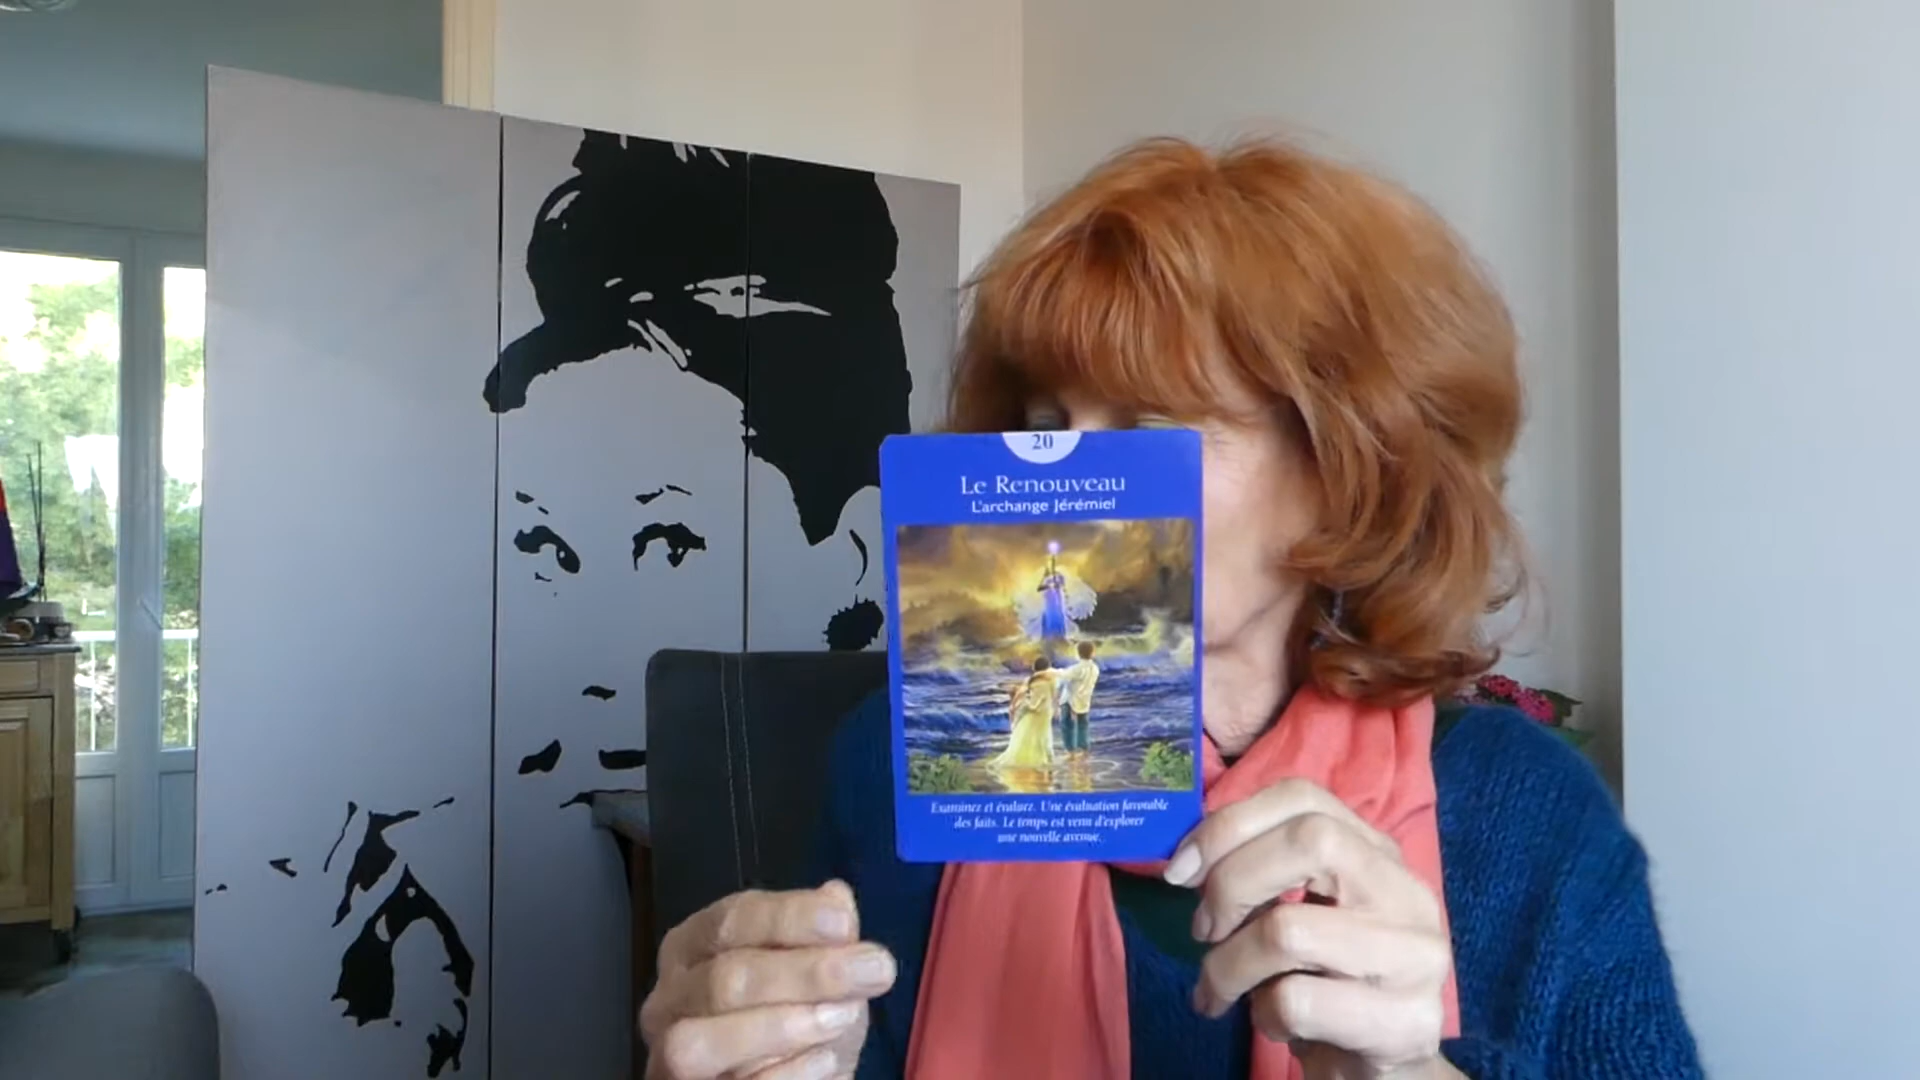 20
Le Renouveau
L'archange Jérémiel
Examinez et évaluez. Une évaluation favorable
des faits. Le temps est venu d'explorer
une nouvelle avenue.